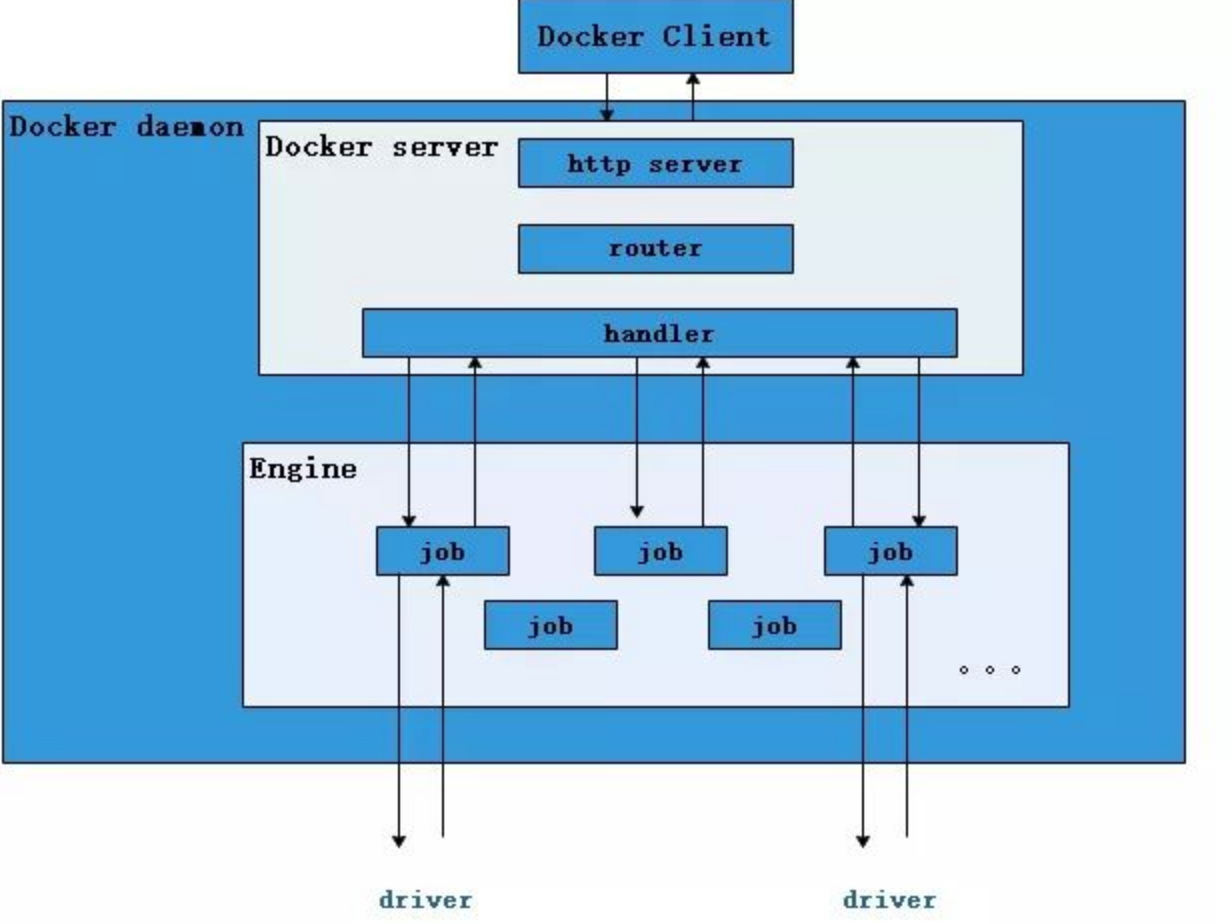 Docker Client
Docker daemon
Docker server
http server
router
handler
Engine
job
job
job
job
job
driver
driver